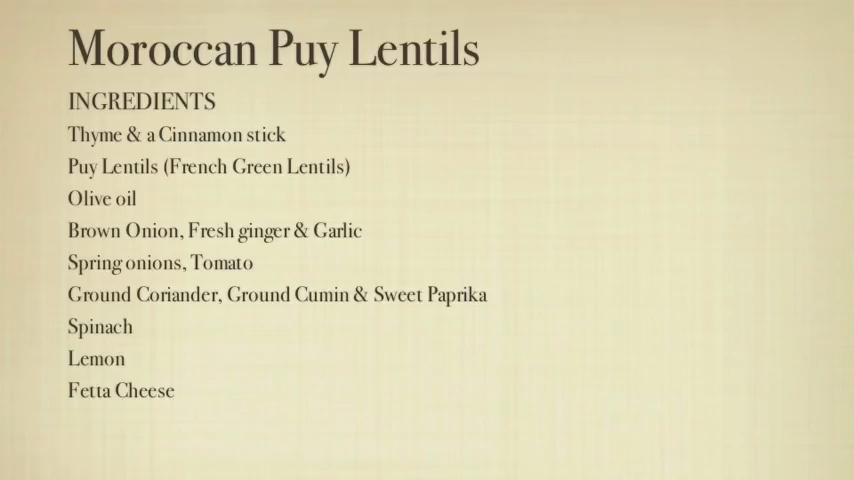 Moroccan Puy Lentils
INGREDIENTS
Thyme & a Cinnamon stick
Puy Lentils (French Green Lentils)
Olive oil
Brown Onion, Fresh ginger & Garlic
Spring onions, Tomato
Ground Coriander, Ground Cumin & Sweet Paprika
Spinach
Lemon
Fetta Cheese